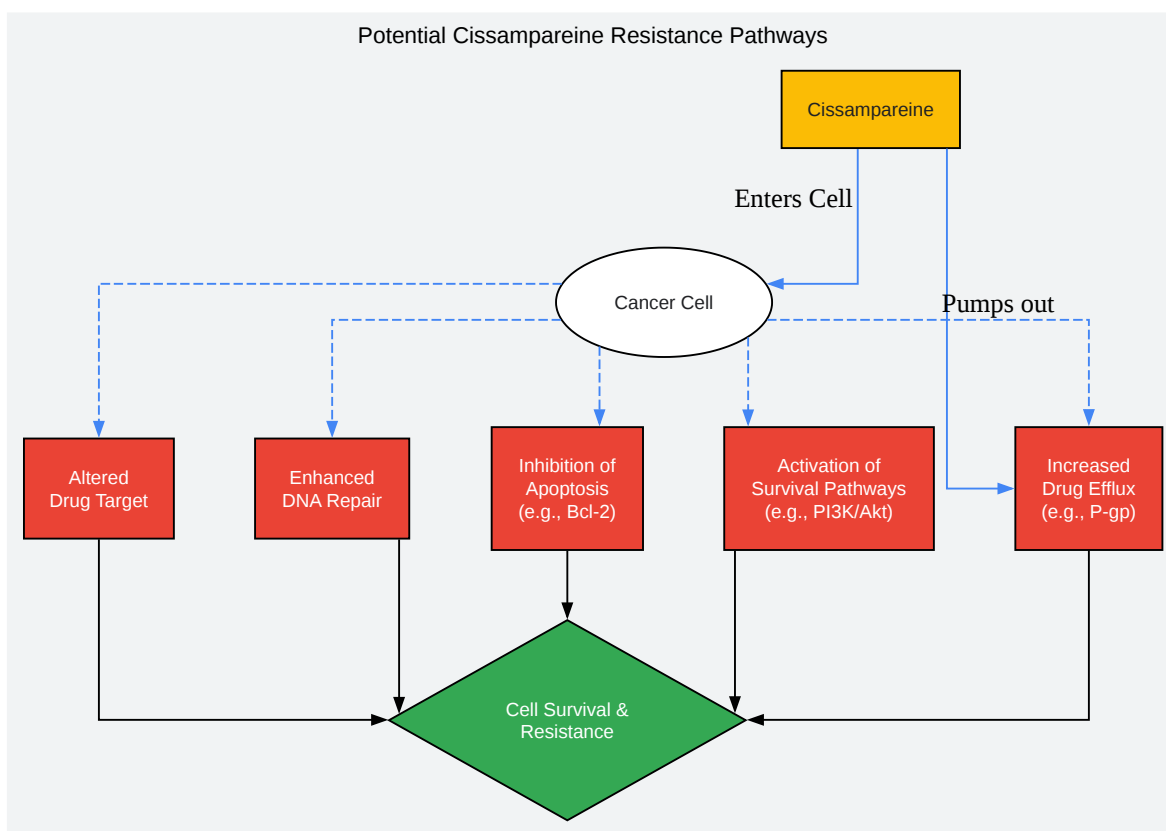 Potential Cissampareine Resistance Pathways
Cissampareine
Enters Cell
Cancer Cell
Pumps out
Altered
Drug Target
Enhanced
DNA Repair
Inhibition of
Apoptosis
(e.g., Bcl-2)
Activation of
Survival Pathways
(e.g., PI3K/Akt)
Increased
Drug Efflux
(e.g., P-gp)
Cell Survival &
Resistance